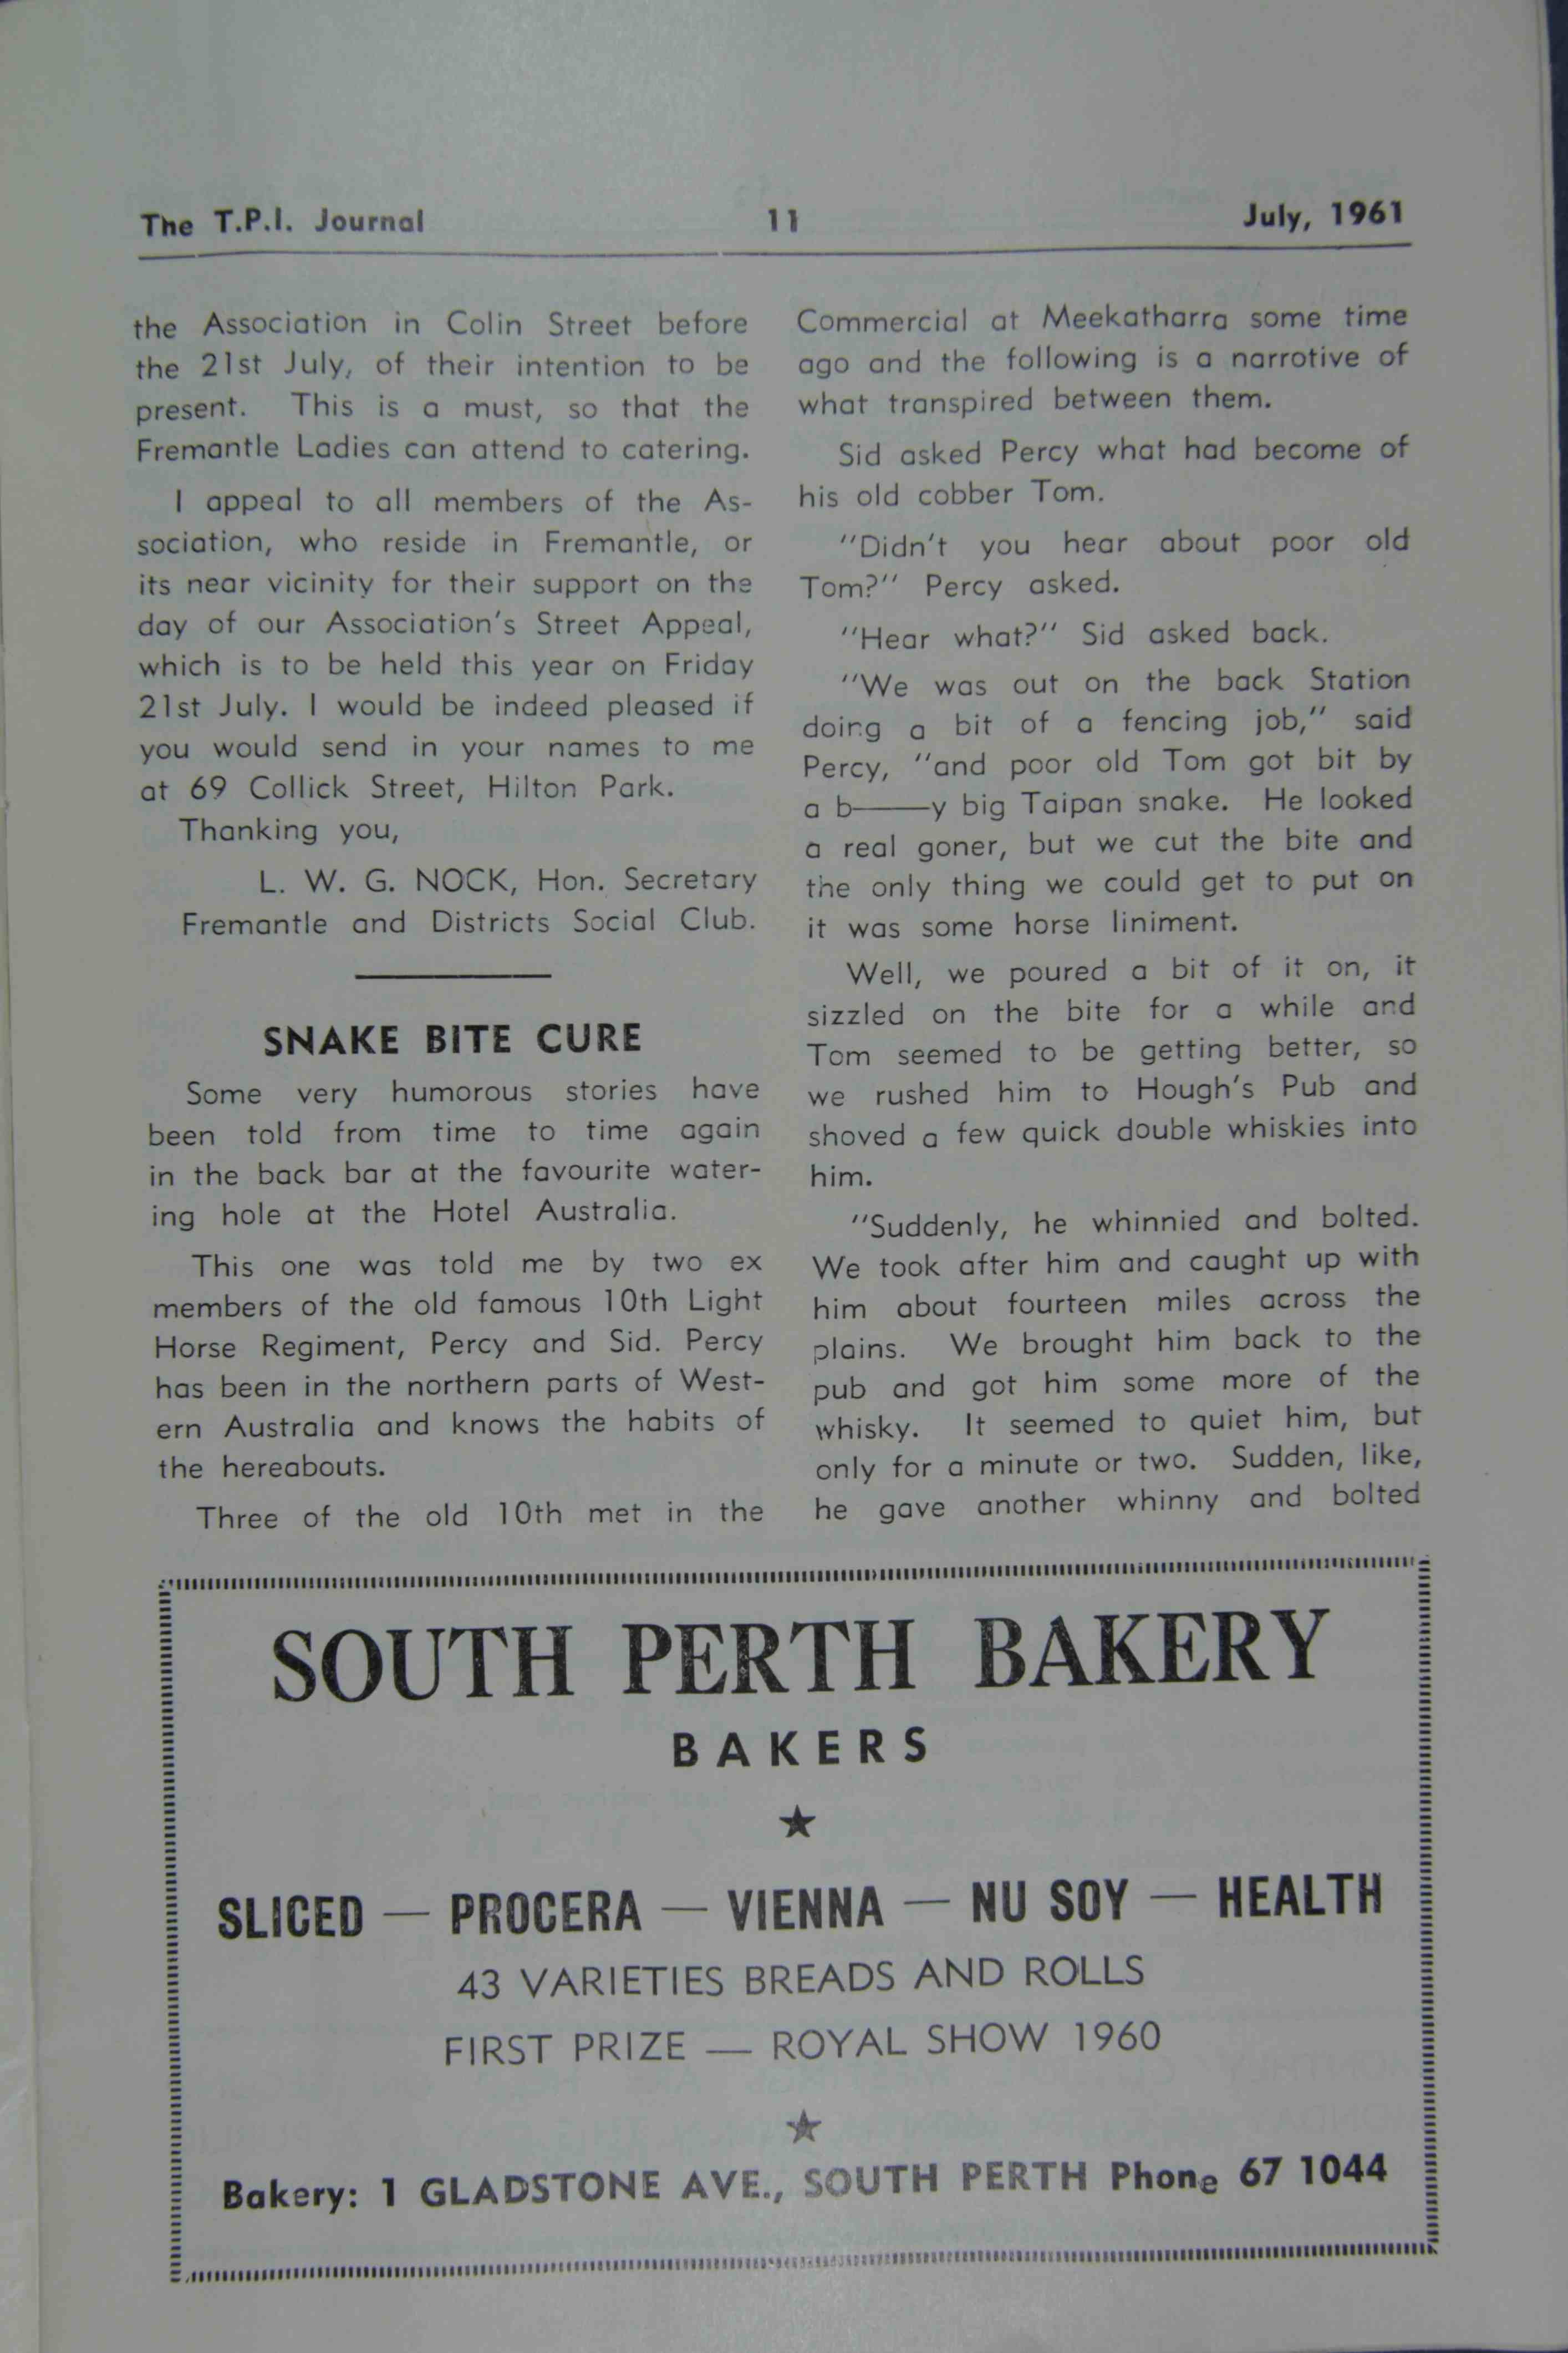 The T.P.I. Journal 11 July, 1961
the Association in Colin Street before
the 21st July, of their intention to be
present. This is a must, so that the
Fremantle Ladies can attend to catering.
I appeal to all members of the As-
sociation, who reside in Fremantle, or
its near vicinity for their support on the
day of our Association's Street Appeal,
which is to be held this year on Friday
21st July. I would be indeed pleased if
you would send in your names to me
at 69 Collick Street, Hilton Park.
Thanking you,
L. W. G. NOCK, Hon. Secretary
Fremantle and Districts Social Club.
SNAKE BITE CURE
Some very humorous stories have
been told from time to time again
in the back bar at the favourite water-
ing hole at the Hotel Australia.
This one was told me by two ex
members of the old famous 10th Light
Horse Regiment, Percy and Sid. Percy
has been in the northern parts of West-
ern Australia and knows the habits of
the hereabouts.
Three of the old 10th met in the
Commercial at Meekatharra some time
ago and the following is a narrotive of
what transpired between them.
Sid asked Percy what had become of
his old cobber Tom.
"Didn't you hear about poor old
Tom?" Percy asked.
"Hear what?" Sid asked back.
"We was out on the back Station
doing a bit of a fencing job," said
Percy, "and poor old Tom got bit by
a b——y big Taipan snake. He looked
a real goner, but we cut the bite and
the only thing we could get to put on
it was some horse liniment.
Well, we poured a bit of it on, it
sizzled on the bite for a while and
Tom seemed to be getting better, so
we rushed him to Hough's Pub and
shoved a few quick double whiskies into
him.
"Suddenly, he whinnied and bolted.
We took after him and caught up with
him about fourteen miles across the
plains. We brought him back to the
pub and got him some more of the
whisky. It seemed to quiet him, but
only for a minute or two. Sudden, like,
he gave another whinny and bolted
SOUTH PERTH BAKERY
BAKERS
★
SLICED — PROCERA — VIENNA — NU SOY — HEALTH
43 VARIETIES BREADS AND ROLLS
FIRST PRIZE — ROYAL SHOW 1960
★
Bakery: 1 GLADSTONE AVE., SOUTH PERTH Phone 67 1044